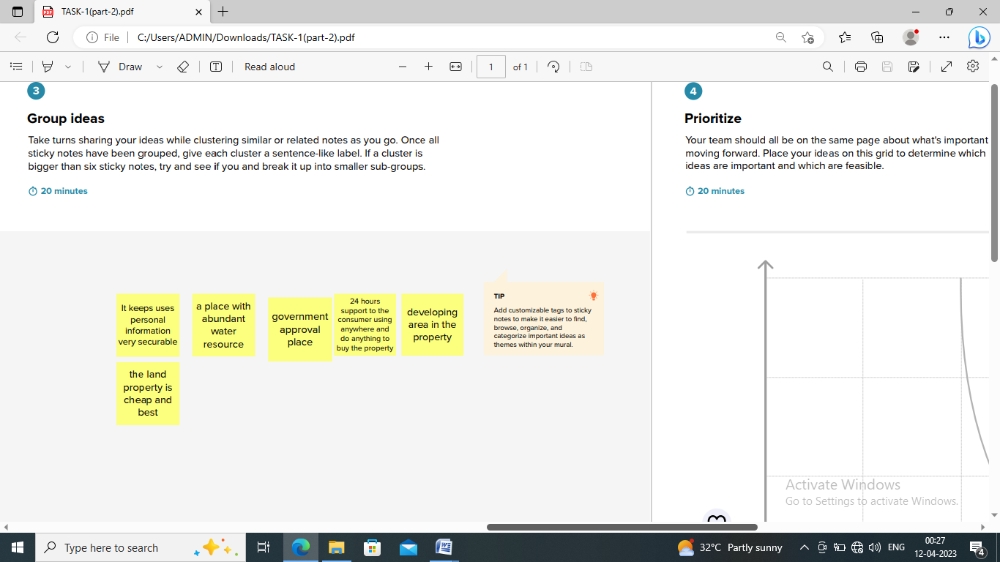 TASK-1(part-2).pdf
File
C:/Users/ADMIN/Downloads/TASK-1(part-2).pdf
Draw
Read aloud
1
of 1
3
Group ideas
Take turns sharing your ideas while clustering similar or related notes as you go. Once all
sticky notes have been grouped, give each cluster a sentence-like label. If a cluster is
bigger than six sticky notes, try and see if you and break it up into smaller sub-groups.
20 minutes
It keeps uses
personal
information
very securable
a place with
abundant
water
resource
government
approval
place
24 hours
support to the
consumer using
anywhere and
do anything to
buy the property
developing
area in the
property
TIP
Add customizable tags to sticky
notes to make it easier to find,
browse, organize, and
categorize important ideas as
themes within your mural.
the land
property is
cheap and
best
4
Prioritize
Your team should all be on the same page about what's important
moving forward. Place your ideas on this grid to determine which
ideas are important and which are feasible.
20 minutes
Activate Windows
Go to Settings to activate Windows.
Type here to search
32°C Partly sunny
ENG
00:27
12-04-2023
4